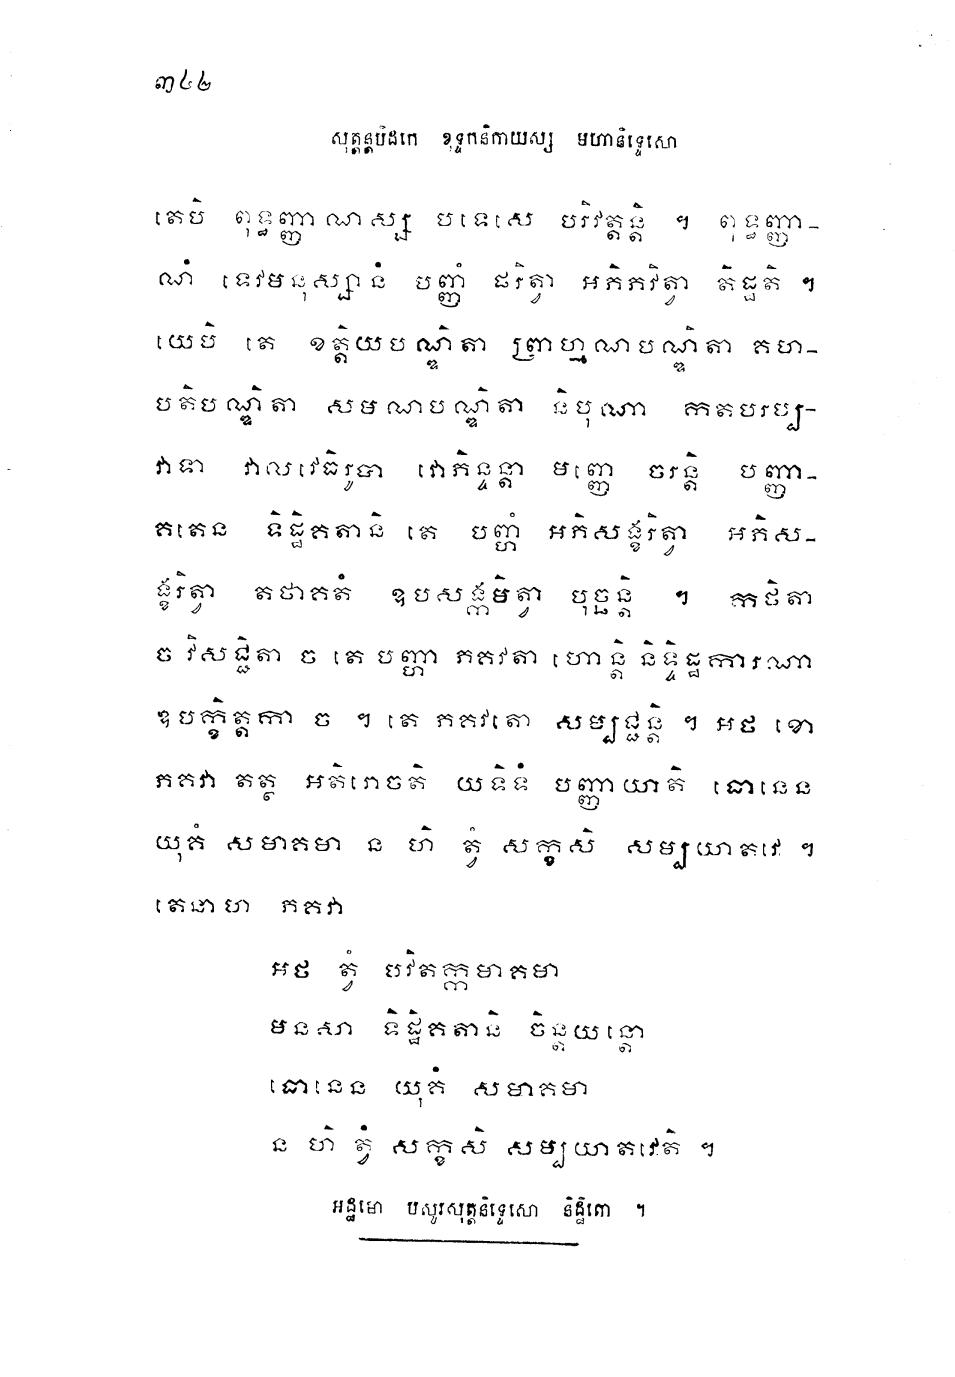 ៣៤២
សុត្តន្តបិដកេ ខុទ្ទកនិកាយស្ស មហានិទ្ទេសោ
តេបិ ពុទ្ធញ្ញាណស្ស បទេសេ បរិវត្តន្តិ ។ ពុទ្ធញ្ញា-
ណំ ទេវមនុស្សានំ បញ្ញំ ផរិត្វា អភិភវិត្វា តិដ្ឋតិ ។
យេបិ តេ ខត្តិយបណ្ឌិតា ព្រាហ្មណបណ្ឌិតា គហ-
បតិបណ្ឌិតា សមណបណ្ឌិតា និបុណា កតបរប្ប-
វាទា វាលវេធិរូបា វោភិន្ទន្តា មញ្ញេ ចរន្តិ បញ្ញា-
គតេន ទិដ្ឋិគតានិ តេ បញ្ហំ អភិសង្ខរិត្វា អភិស-
ង្ខរិត្វា តថាគតំ ឧបសង្កមិត្វា បុច្ឆន្តិ ។ កថិតា
ច វិសជ្ជិតា ច តេ បញ្ហា ភគវតា ហោន្តិ និទ្ទិដ្ឋការណា
ឧបក្ខិត្តកា ច ។ តេ ភគវតោ សម្បជ្ជន្តិ ។ អថ ខោ
ភគវា តត្ថ អតិរោចតិ យទិទំ បញ្ញាយាតិ ធោនេន
យុគំ សមាគមា ន ហិ ត្វំ សក្ខសិ សម្បយាតវេ ។
តេនាហ ភគវា
អថ ត្វំ បវិតក្កមាគមា
មនសា ទិដ្ឋិគតានិ ចិន្តយន្តោ
ធោនេន យុគំ សមាគមា
ន ហិ ត្វំ សក្ខសិ សម្បយាតវេតិ ។
អដ្ឋមោ បសូរសុត្តនិទ្ទេសោ និដ្ឋិតោ ។